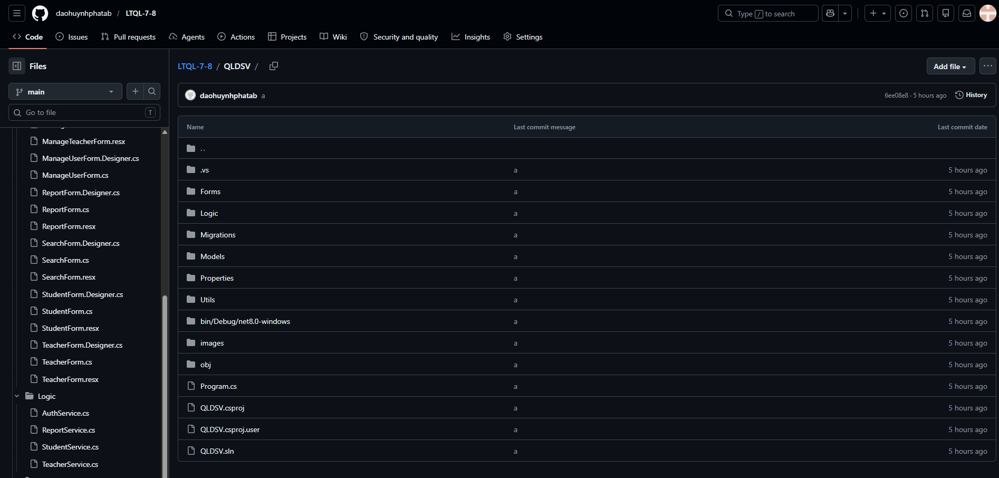 daohuynhphatab / LTQL-7-8
Type / to search
Code Issues Pull requests Agents Actions Projects Wiki Security and quality Insights Settings
Files
main
Go to file T
ManageTeacherForm.resx
ManageUserForm.Designer.cs
ManageUserForm.cs
ReportForm.Designer.cs
ReportForm.cs
ReportForm.resx
SearchForm.Designer.cs
SearchForm.cs
SearchForm.resx
StudentForm.Designer.cs
StudentForm.cs
StudentForm.resx
TeacherForm.Designer.cs
TeacherForm.cs
TeacherForm.resx
Logic
AuthService.cs
ReportService.cs
StudentService.cs
TeacherService.cs
LTQL-7-8 / QLDSV /
Add file
daohuynhphatab a 6ee08e8 · 5 hours ago History
Name Last commit message Last commit date
..
.vs a 5 hours ago
Forms a 5 hours ago
Logic a 5 hours ago
Migrations a 5 hours ago
Models a 5 hours ago
Properties a 5 hours ago
Utils a 5 hours ago
bin/Debug/net8.0-windows a 5 hours ago
images a 5 hours ago
obj a 5 hours ago
Program.cs a 5 hours ago
QLDSV.csproj a 5 hours ago
QLDSV.csproj.user a 5 hours ago
QLDSV.sln a 5 hours ago